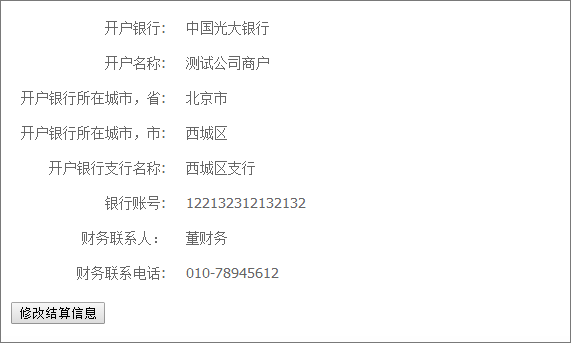 开户银行： 中国光大银行
开户名称： 测试公司商户
开户银行所在城市，省： 北京市
开户银行所在城市，市： 西城区
开户银行支行名称： 西城区支行
银行账号： 122132312132132
财务联系人： 董财务
财务联系电话： 010-78945612
修改结算信息